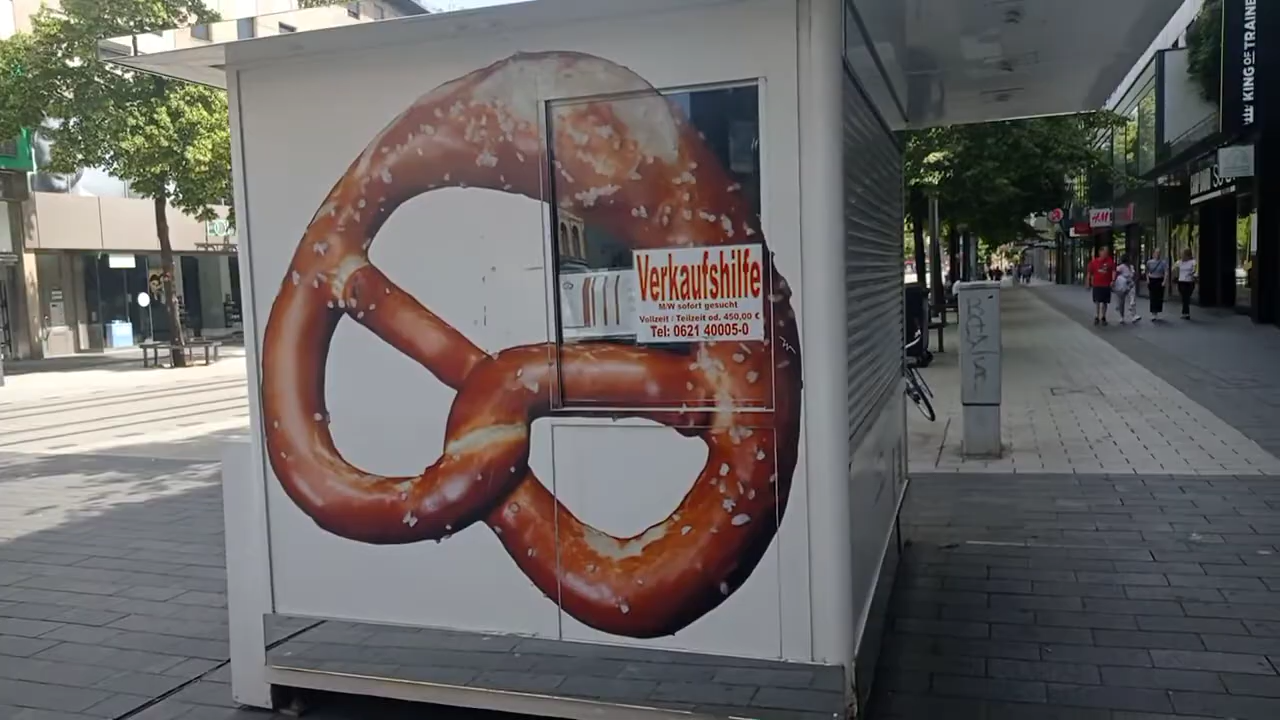 Verkaufshilfe
M/W sofort gesucht
Vollzeit / Teilzeit od. 450,00 €
Tel: 0621 40005-0
KING OF TRAINE
H&M